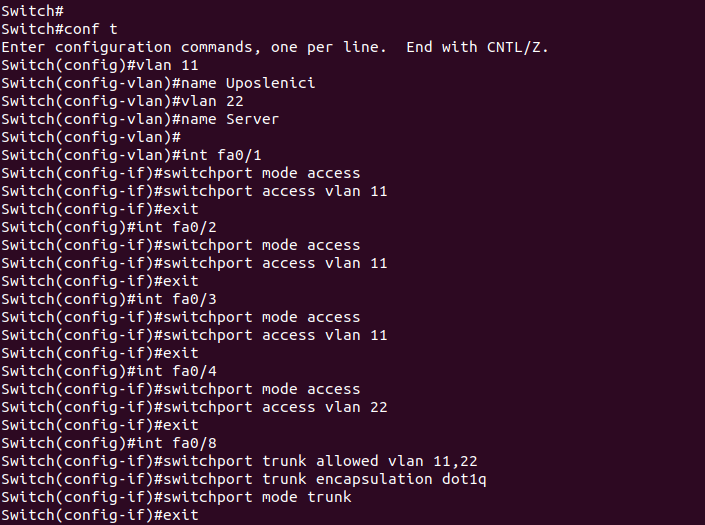 Switch#
Switch#conf t
Enter configuration commands, one per line.  End with CNTL/Z.
Switch(config)#vlan 11
Switch(config-vlan)#name Uposlenici
Switch(config-vlan)#vlan 22
Switch(config-vlan)#name Server
Switch(config-vlan)#
Switch(config-vlan)#int fa0/1
Switch(config-if)#switchport mode access
Switch(config-if)#switchport access vlan 11
Switch(config-if)#exit
Switch(config)#int fa0/2
Switch(config-if)#switchport mode access
Switch(config-if)#switchport access vlan 11
Switch(config-if)#exit
Switch(config)#int fa0/3
Switch(config-if)#switchport mode access
Switch(config-if)#switchport access vlan 11
Switch(config-if)#exit
Switch(config)#int fa0/4
Switch(config-if)#switchport mode access
Switch(config-if)#switchport access vlan 22
Switch(config-if)#exit
Switch(config)#int fa0/8
Switch(config-if)#switchport trunk allowed vlan 11,22
Switch(config-if)#switchport trunk encapsulation dot1q
Switch(config-if)#switchport mode trunk
Switch(config-if)#exit